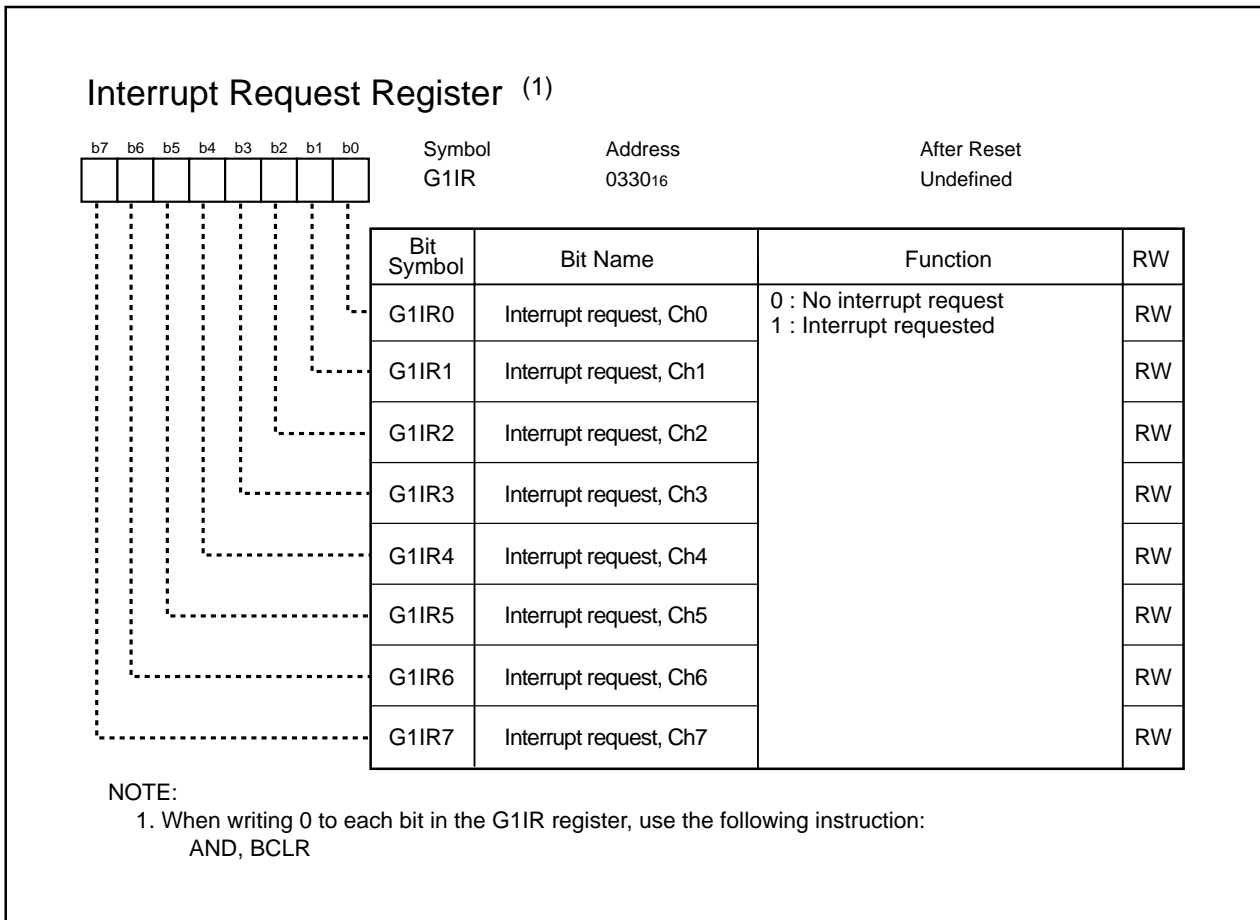 Interrupt Request Register (1)
b7 b6 b5 b4 b3 b2 b1 b0
Symbol Address After Reset
G1IR 033016 Undefined
Bit Symbol Bit Name Function RW
G1IR0 Interrupt request, Ch0 0 : No interrupt request RW
1 : Interrupt requested
G1IR1 Interrupt request, Ch1 RW
G1IR2 Interrupt request, Ch2 RW
G1IR3 Interrupt request, Ch3 RW
G1IR4 Interrupt request, Ch4 RW
G1IR5 Interrupt request, Ch5 RW
G1IR6 Interrupt request, Ch6 RW
G1IR7 Interrupt request, Ch7 RW
NOTE:
1. When writing 0 to each bit in the G1IR register, use the following instruction:
AND, BCLR